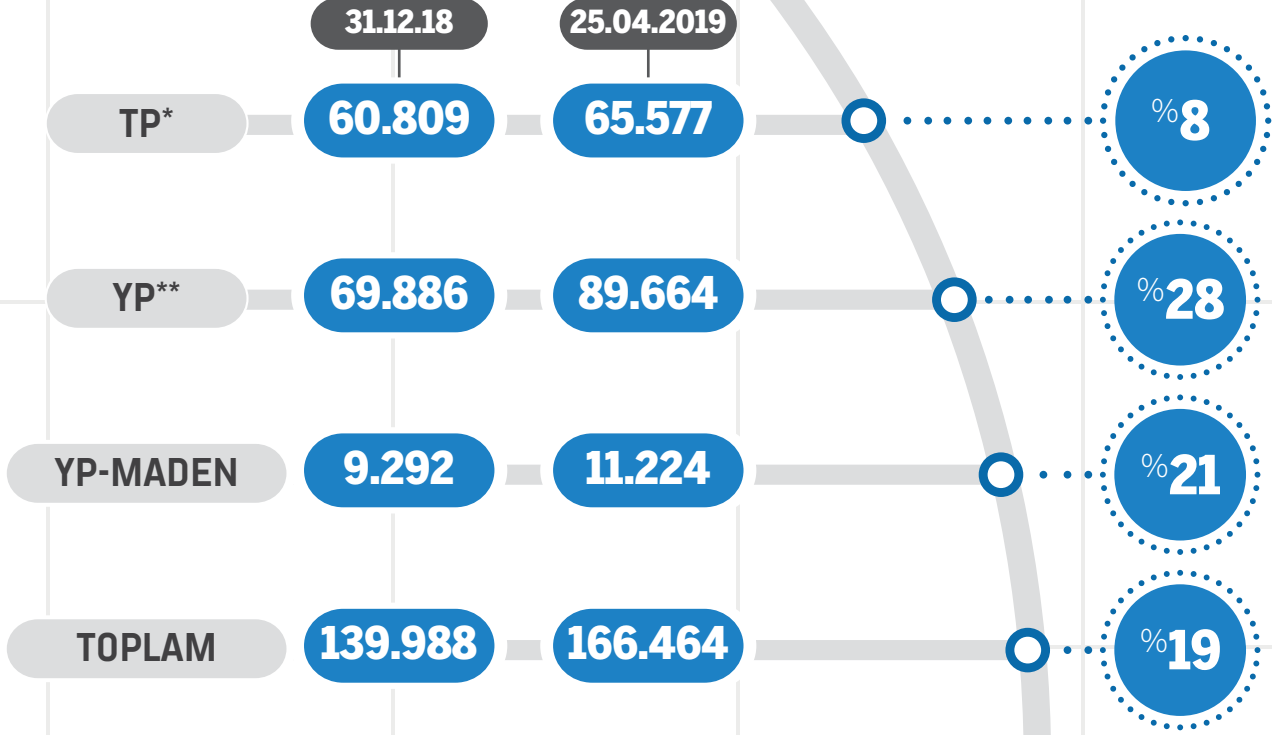 31.12.18 25.04.2019
TP* 60.809 65.577 %8
YP** 69.886 89.664 %28
YP-MADEN 9.292 11.224 %21
TOPLAM 139.988 166.464 %19